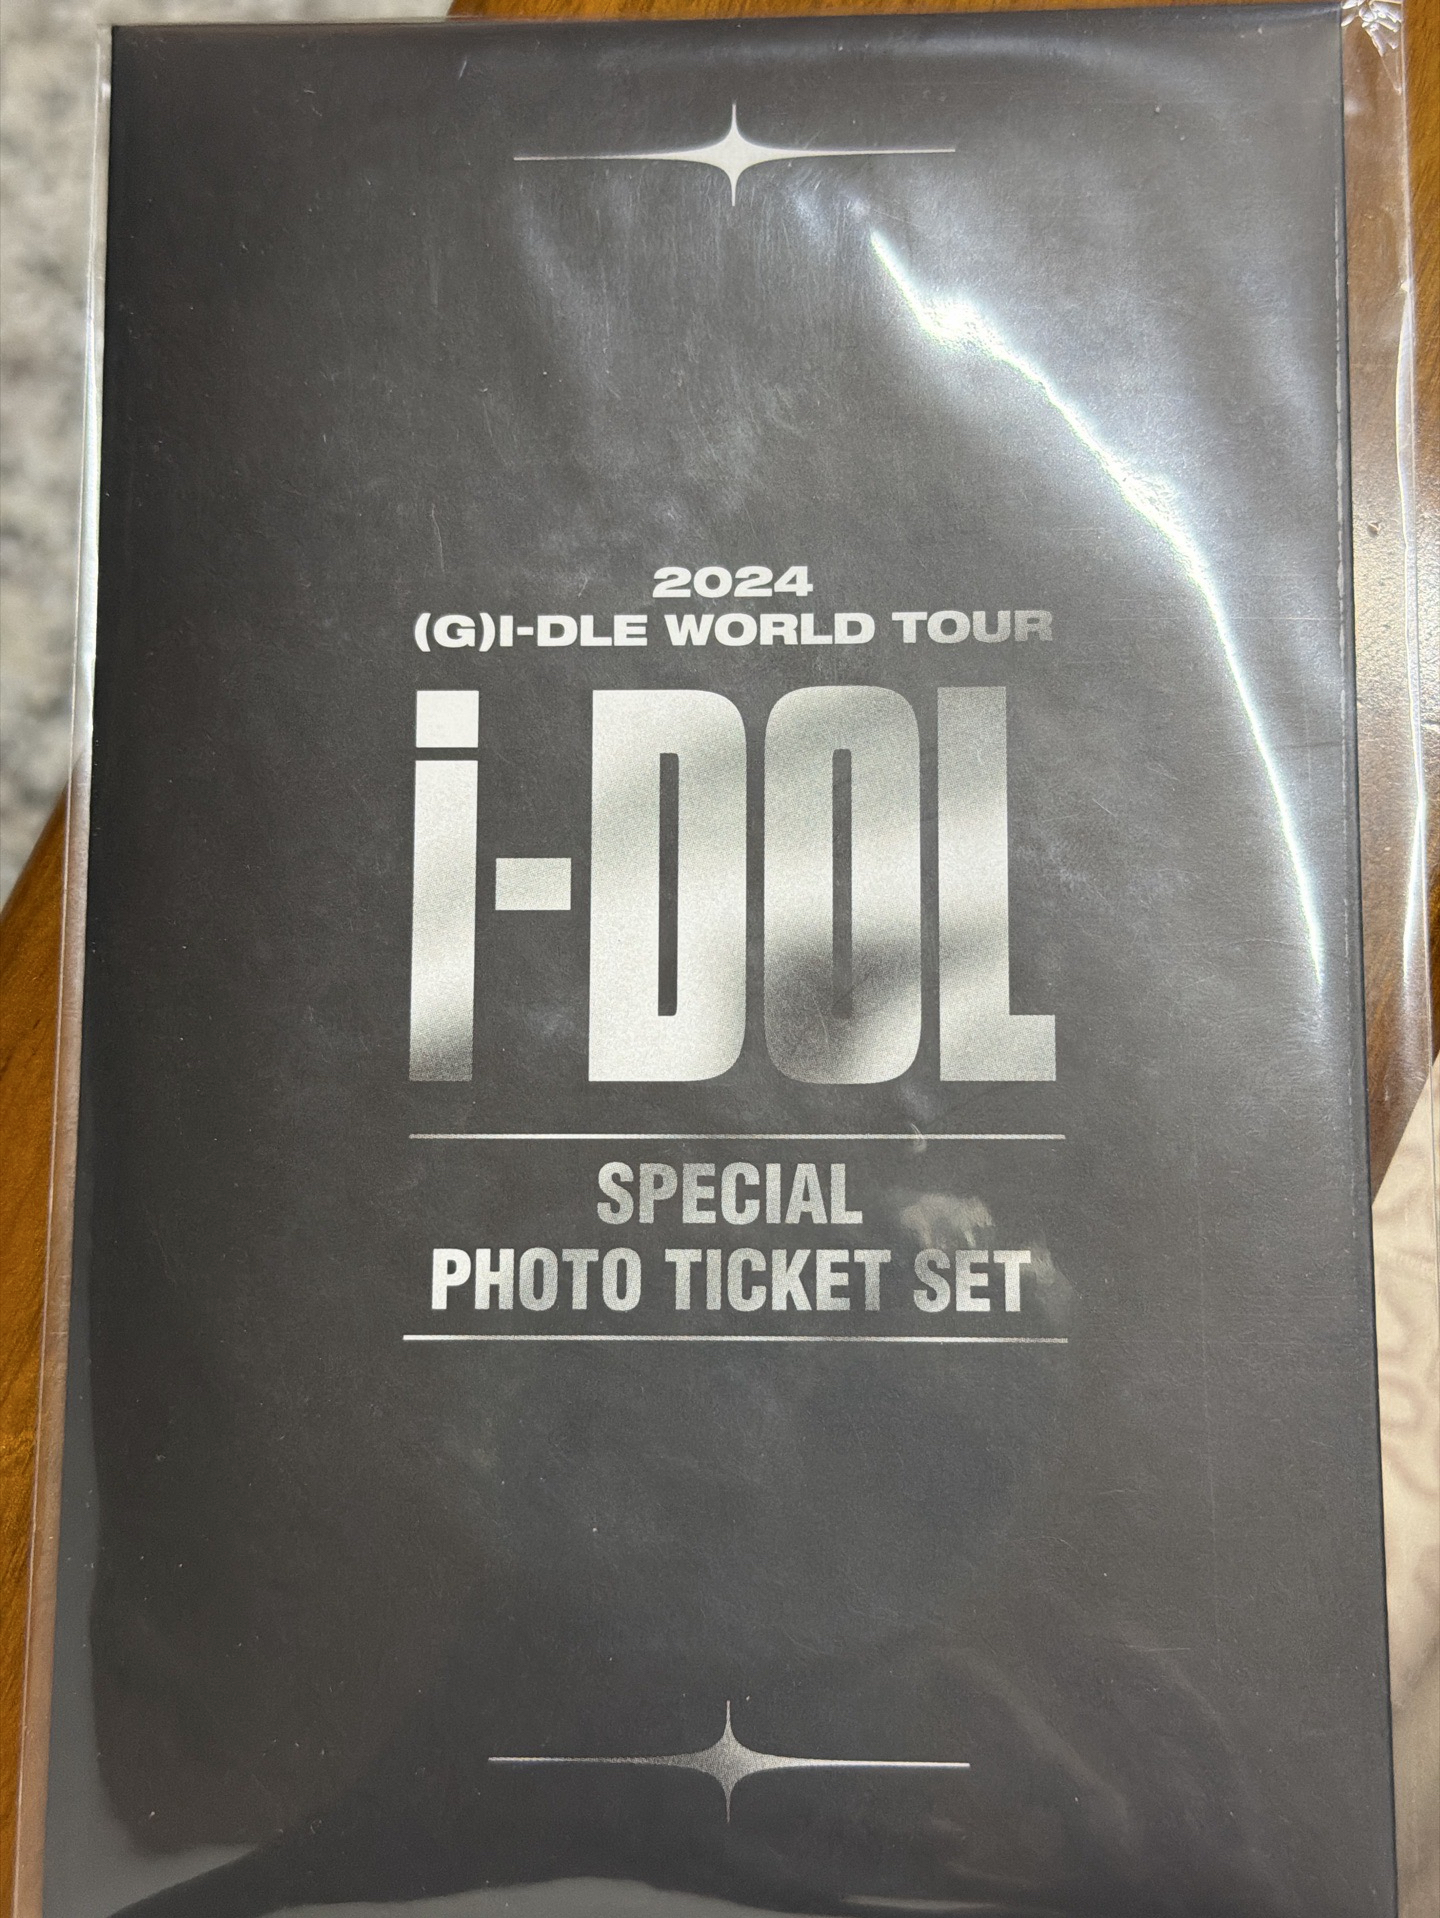 2024
(G)I-DLE WORLD TOUR
i-DOL
SPECIAL
PHOTO TICKET SET